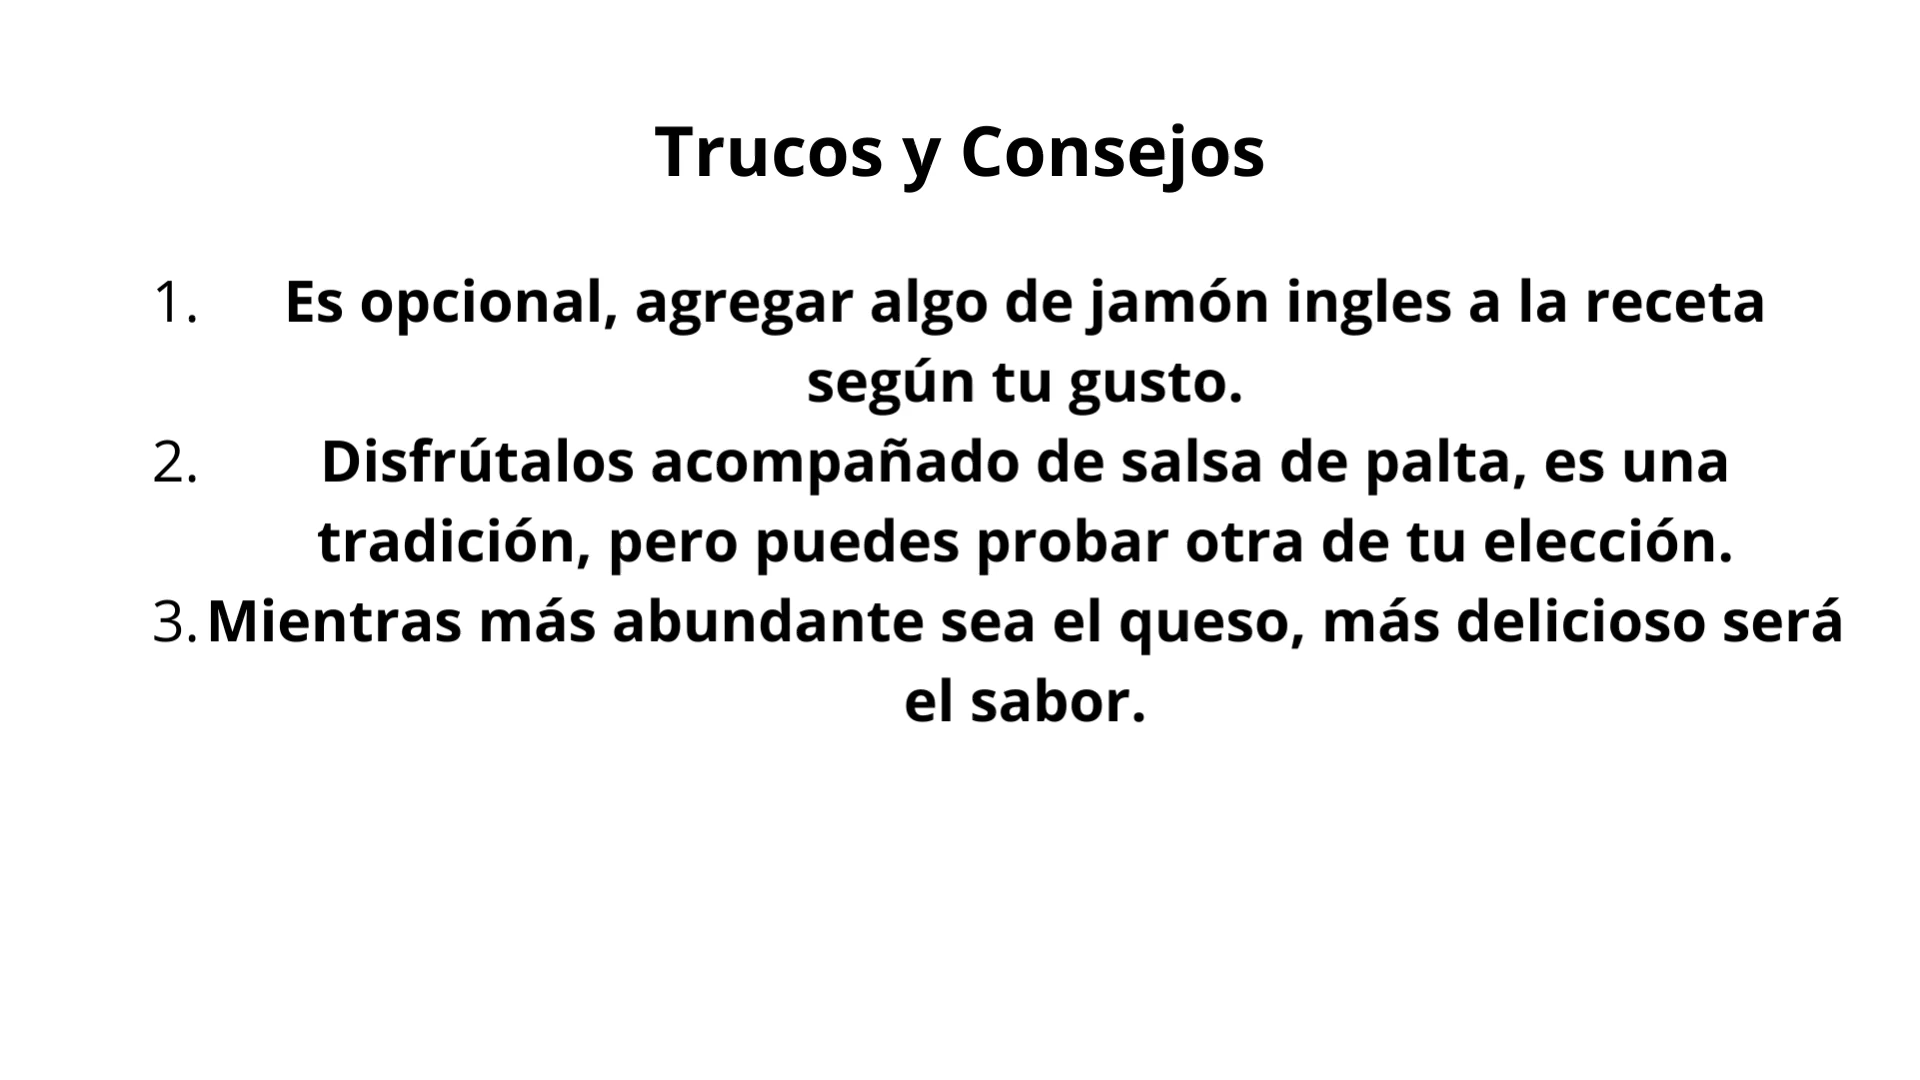 Trucos y Consejos
1. Es opcional, agregar algo de jamón ingles a la receta
según tu gusto.
2. Disfrútalos acompañado de salsa de palta, es una
tradición, pero puedes probar otra de tu elección.
3. Mientras más abundante sea el queso, más delicioso será
el sabor.